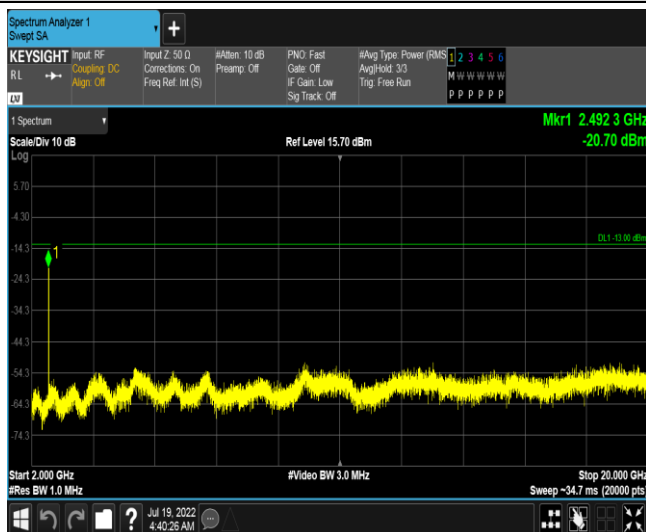 Spectrum Analyzer 1
Swept SA
KEYSIGHT
RL
LXI
Input: RF
Coupling: DC
Align: Off
Input Z: 50 Ω
Corrections: On
Freq Ref: Int (S)
#Atten: 10 dB
Preamp: Off
PNO: Fast
Gate: Off
IF Gain: Low
Sig Track: Off
#Avg Type: Power (RMS
Avg|Hold: 3/3
Trig: Free Run
1 2 3 4 5 6
M W W W W W
P P P P P P
1 Spectrum
Scale/Div 10 dB
Ref Level 15.70 dBm
Mkr1 2.492 3 GHz
-20.70 dBm
Log
5.70
-4.30
-14.3
-24.3
-34.3
-44.3
-54.3
-64.3
-74.3
1
DL1 -13.00 dBm
Start 2.000 GHz
#Res BW 1.0 MHz
#Video BW 3.0 MHz
Stop 20.000 GHz
Sweep ~34.7 ms (20000 pts)
?
Jul 19, 2022
4:40:26 AM